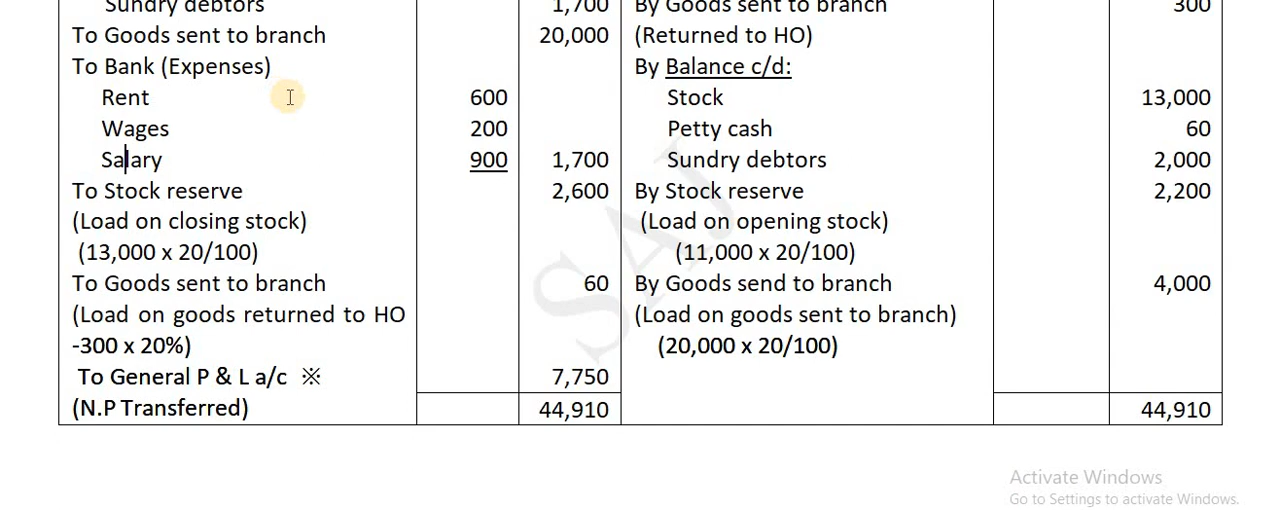 Sundry debtors 1,700 By Goods sent to branch 300
To Goods sent to branch 20,000 (Returned to HO)
To Bank (Expenses) By Balance c/d:
Rent 600 Stock 13,000
Wages 200 Petty cash 60
Salary 900 1,700 Sundry debtors 2,000
To Stock reserve 2,600 By Stock reserve 2,200
(Load on closing stock) (Load on opening stock)
(13,000 x 20/100) (11,000 x 20/100)
To Goods sent to branch 60 By Goods send to branch 4,000
(Load on goods returned to HO (Load on goods sent to branch)
-300 x 20%) (20,000 x 20/100)
To General P & L a/c ※ 7,750
(N.P Transferred) 44,910 44,910
SAJ
Activate Windows
Go to Settings to activate Windows.